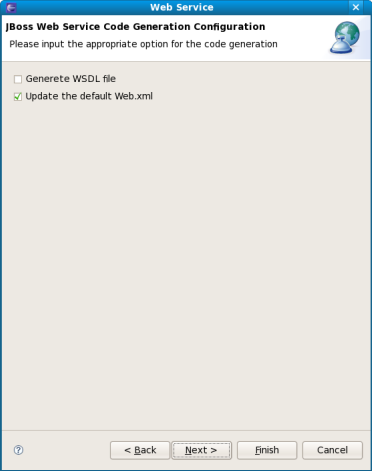 Web Service
JBoss Web Service Code Generation Configuration
Please input the appropriate option for the code generation
Generete WSDL file
Update the default Web.xml
< Back
Next >
Finish
Cancel